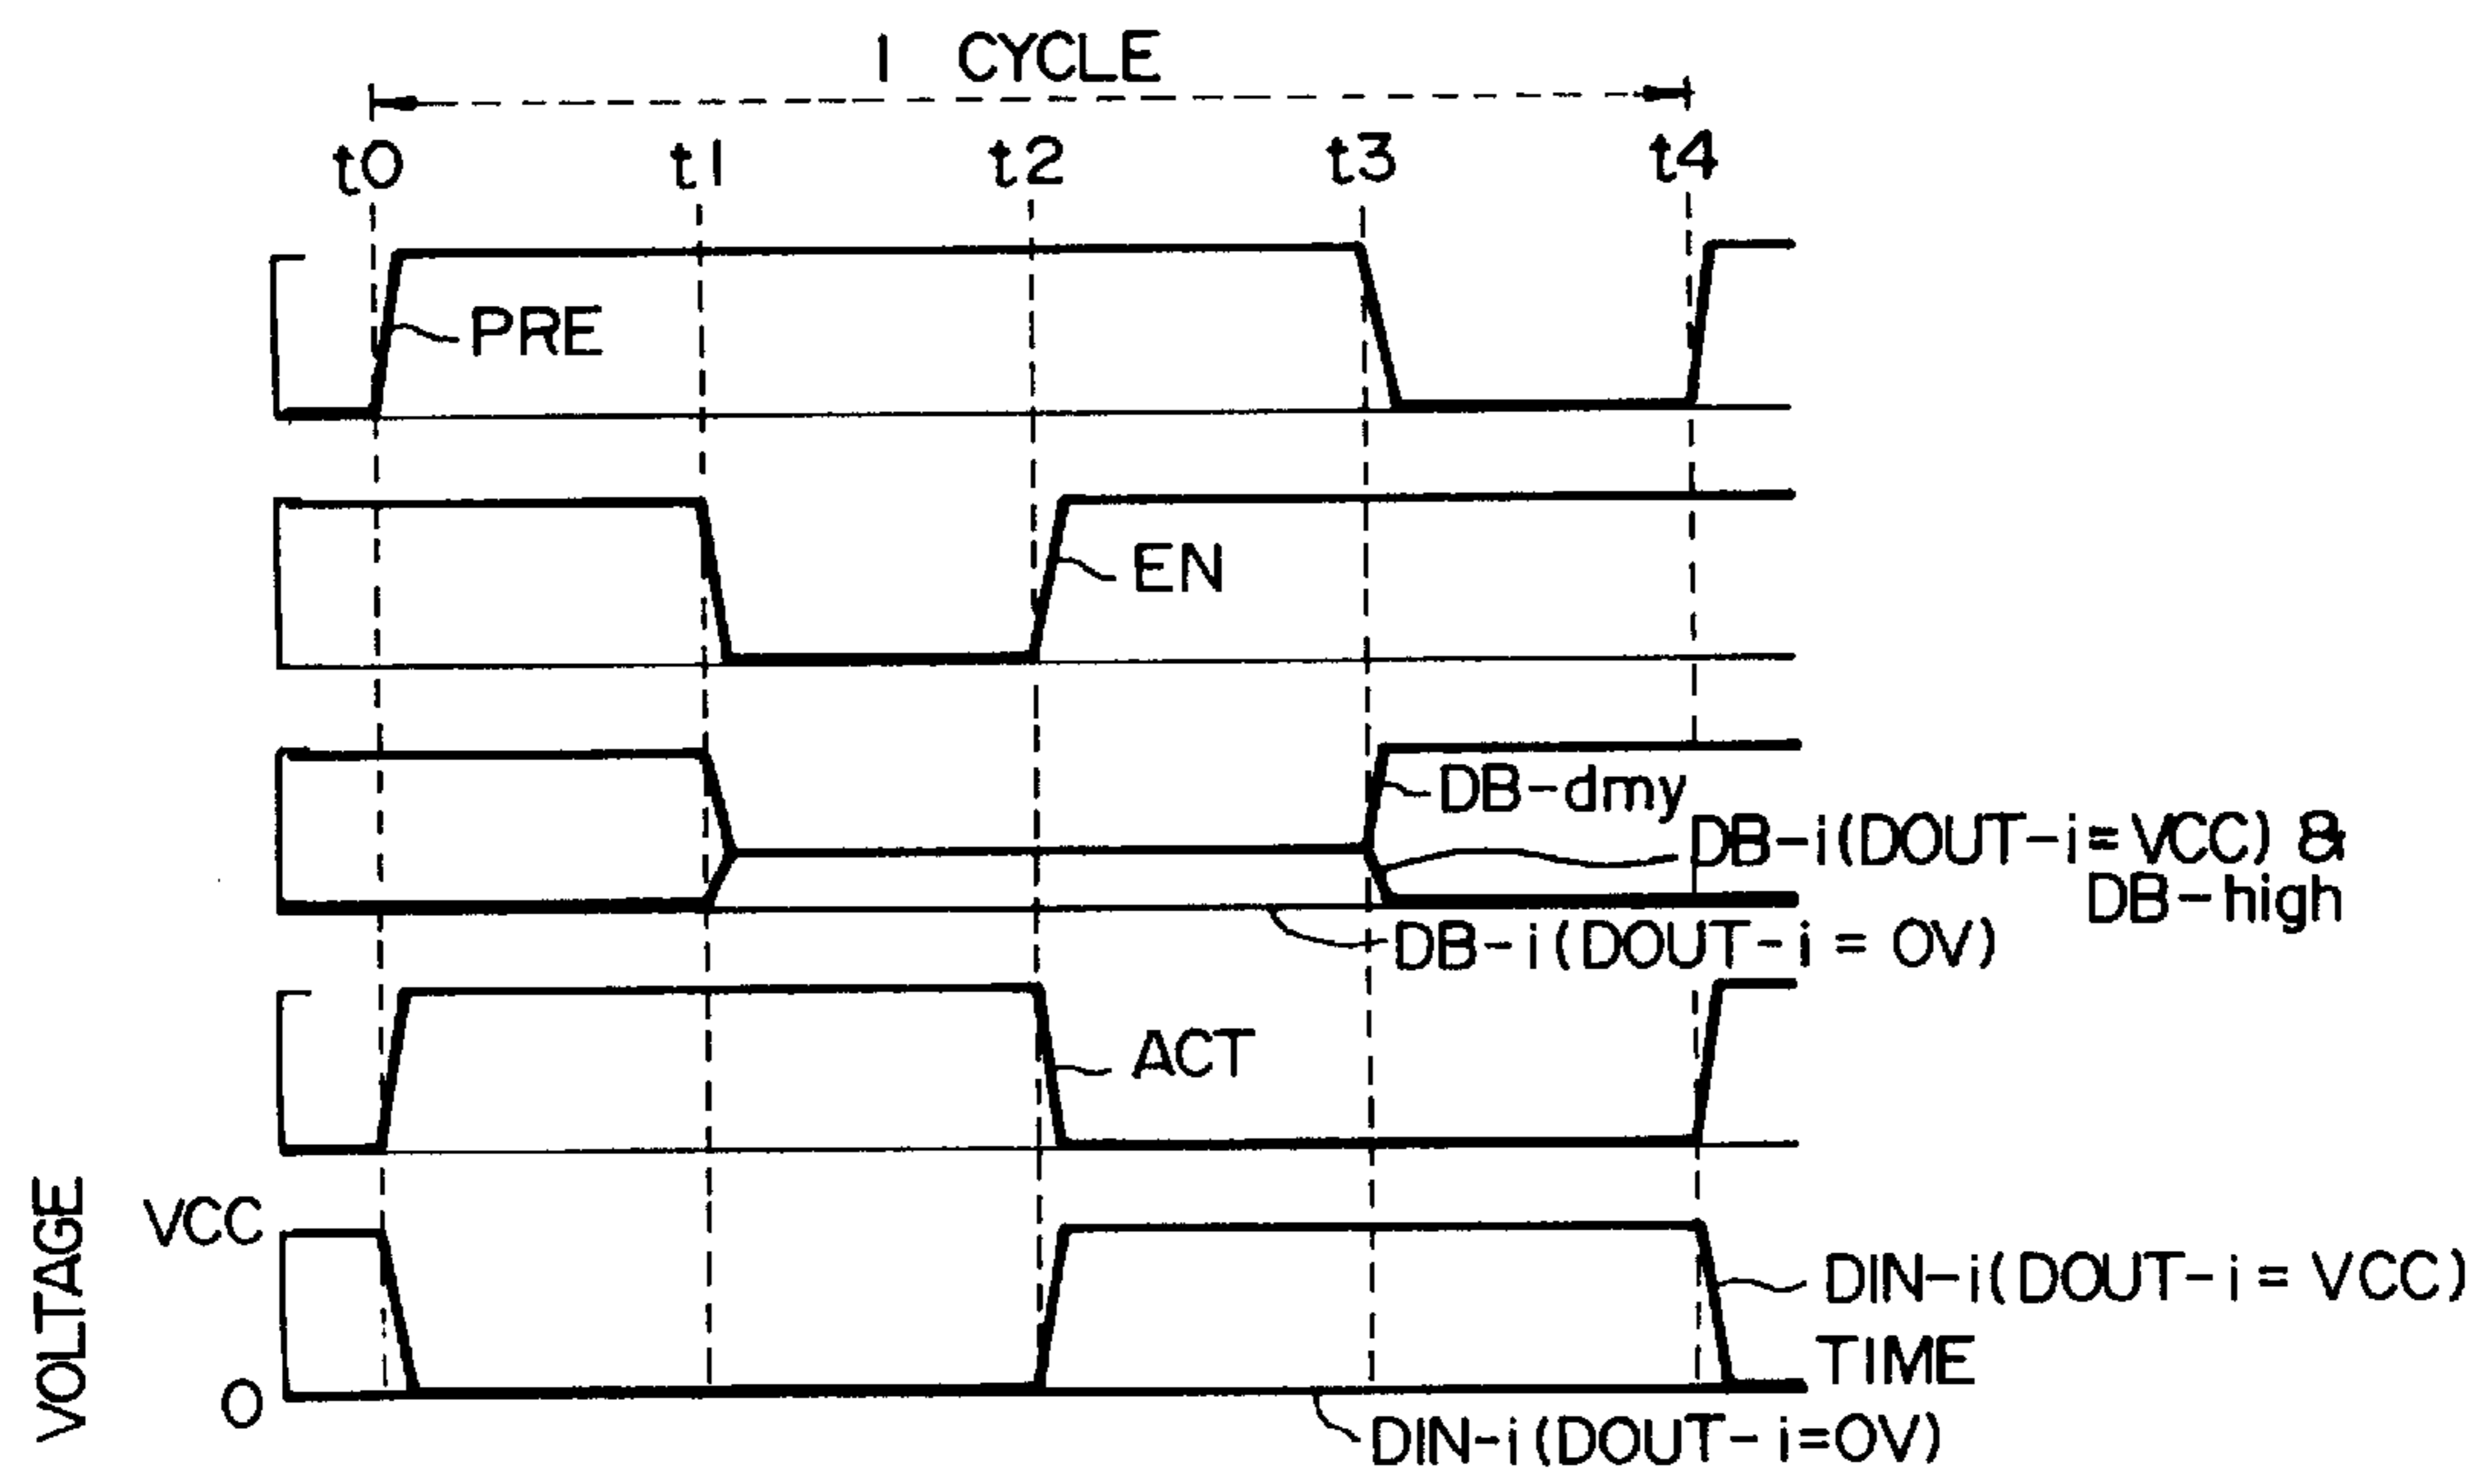 1 CYCLE
t0 t1 t2 t3 t4
PRE
EN
DB-dmy
DB-i(DOUT-i=VCC) &
DB-high
DB-i(DOUT-i = 0V)
ACT
VOLTAGE
VCC
0
DIN-i(DOUT-i=VCC)
TIME
DIN-i(DOUT-i=0V)